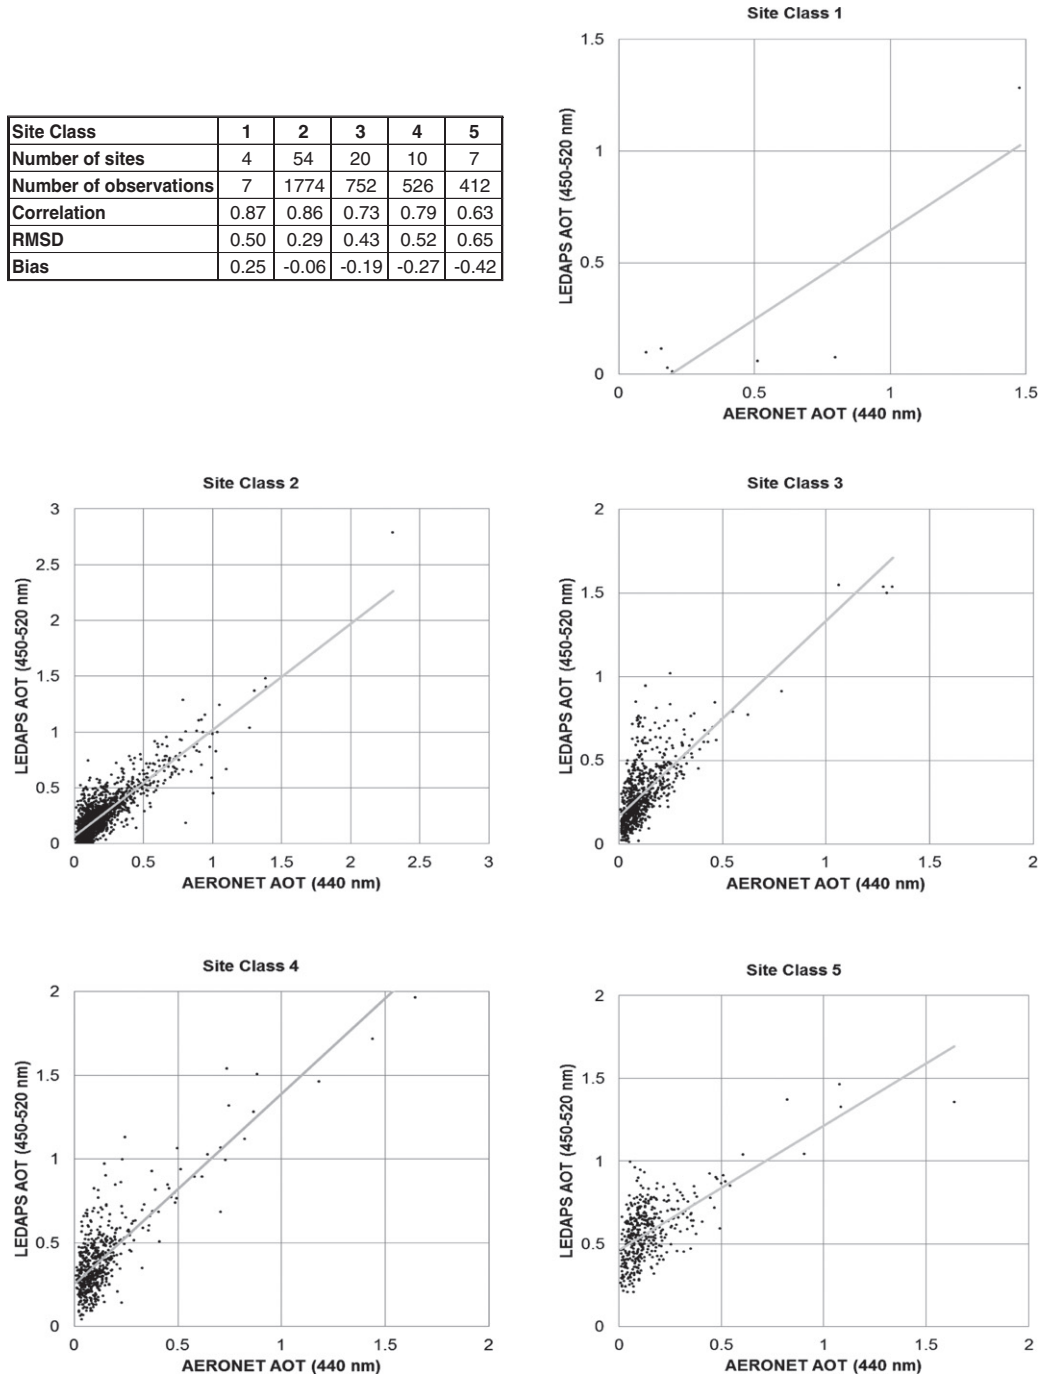 Site Class 1 2 3 4 5
Number of sites 4 54 20 10 7
Number of observations 7 1774 752 526 412
Correlation 0.87 0.86 0.73 0.79 0.63
RMSD 0.50 0.29 0.43 0.52 0.65
Bias 0.25 -0.06 -0.19 -0.27 -0.42
Site Class 1
LEDAPS AOT (450-520 nm)
1.5
1
0.5
0
0 0.5 1 1.5
AERONET AOT (440 nm)
Site Class 2
LEDAPS AOT (450-520 nm)
3
2.5
2
1.5
1
0.5
0
0 0.5 1 1.5 2 2.5 3
AERONET AOT (440 nm)
Site Class 3
LEDAPS AOT (450-520 nm)
2
1.5
1
0.5
0
0 0.5 1 1.5 2
AERONET AOT (440 nm)
Site Class 4
LEDAPS AOT (450-520 nm)
2
1.5
1
0.5
0
0 0.5 1 1.5 2
AERONET AOT (440 nm)
Site Class 5
LEDAPS AOT (450-520 nm)
2
1.5
1
0.5
0
0 0.5 1 1.5 2
AERONET AOT (440 nm)